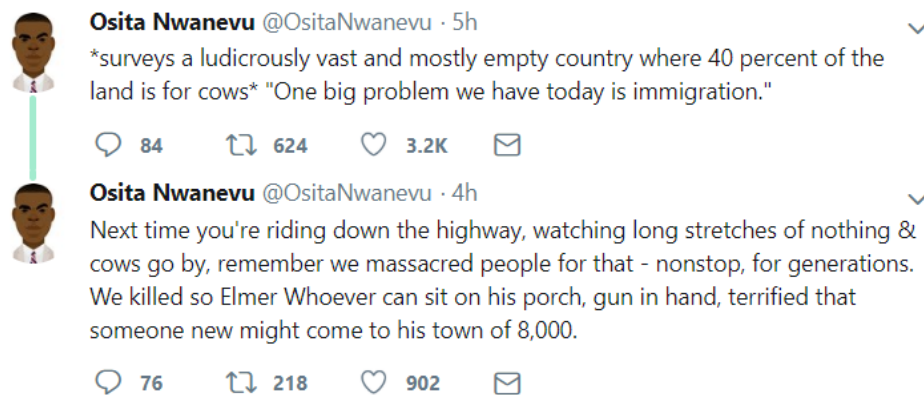 Osita Nwanevu @OsitaNwanevu · 5h
*surveys a ludicrously vast and mostly empty country where 40 percent of the
land is for cows* "One big problem we have today is immigration."
84 624 3.2K
Osita Nwanevu @OsitaNwanevu · 4h
Next time you're riding down the highway, watching long stretches of nothing &
cows go by, remember we massacred people for that - nonstop, for generations.
We killed so Elmer Whoever can sit on his porch, gun in hand, terrified that
someone new might come to his town of 8,000.
76 218 902